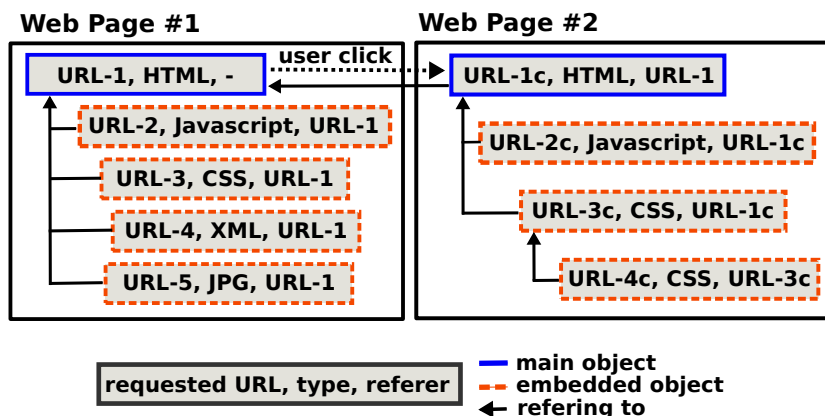 Web Page #1
URL-1, HTML, -
URL-2, Javascript, URL-1
URL-3, CSS, URL-1
URL-4, XML, URL-1
URL-5, JPG, URL-1
user click
Web Page #2
URL-1c, HTML, URL-1
URL-2c, Javascript, URL-1c
URL-3c, CSS, URL-1c
URL-4c, CSS, URL-3c
requested URL, type, referer
main object
embedded object
refering to